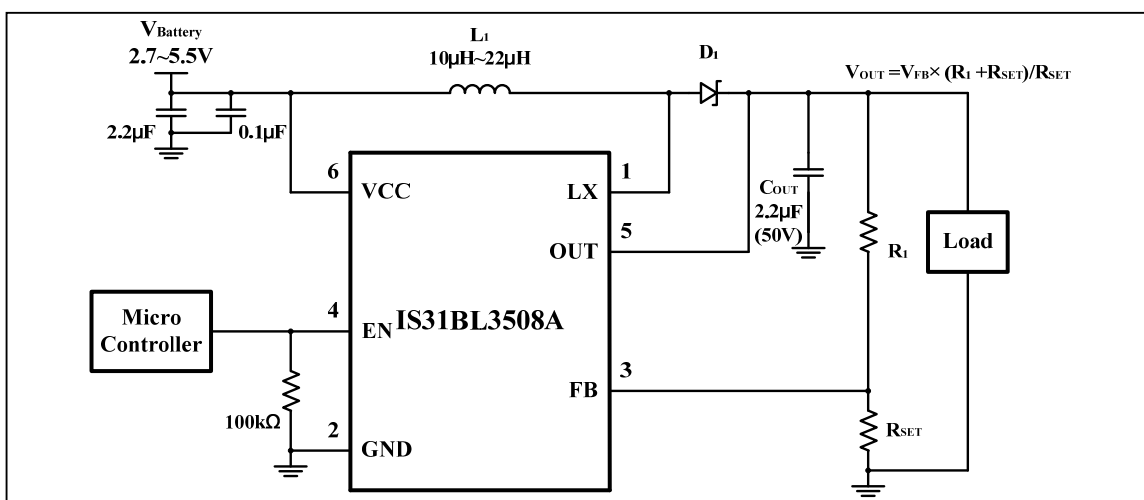 VBattery
2.7~5.5V
L1
10μH~22μH
D1
VOUT =VFB× (R1 +RSET)/RSET
2.2μF
0.1μF
6
VCC
1
LX
COUT
2.2μF
(50V)
5
OUT
R1
Load
Micro
Controller
4
EN
IS31BL3508A
3
FB
100kΩ
2
GND
RSET